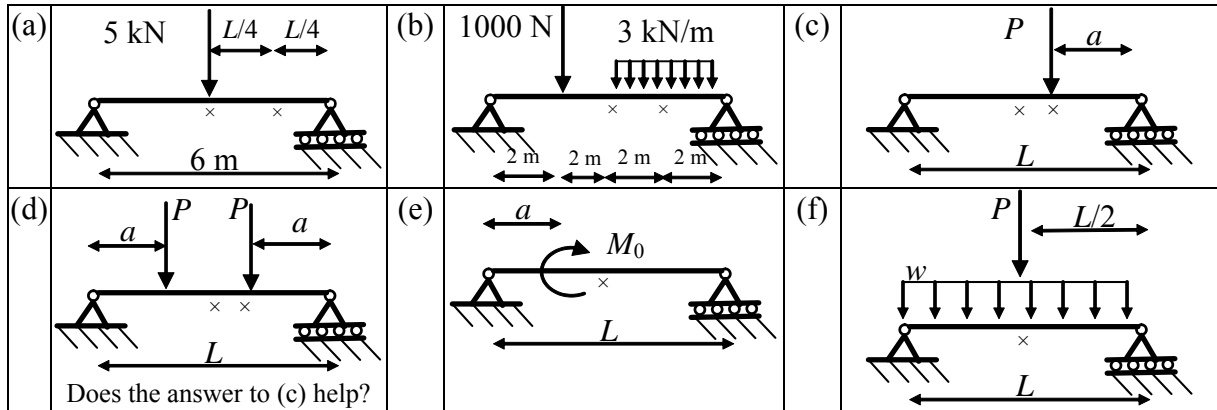 (a)
5 kN
L/4
L/4
6 m
(b)
1000 N
3 kN/m
2 m
2 m
2 m
2 m
(c)
P
a
L
(d)
P
P
a
a
L
Does the answer to (c) help?
(e)
a
M₀
L
(f)
P
L/2
w
L